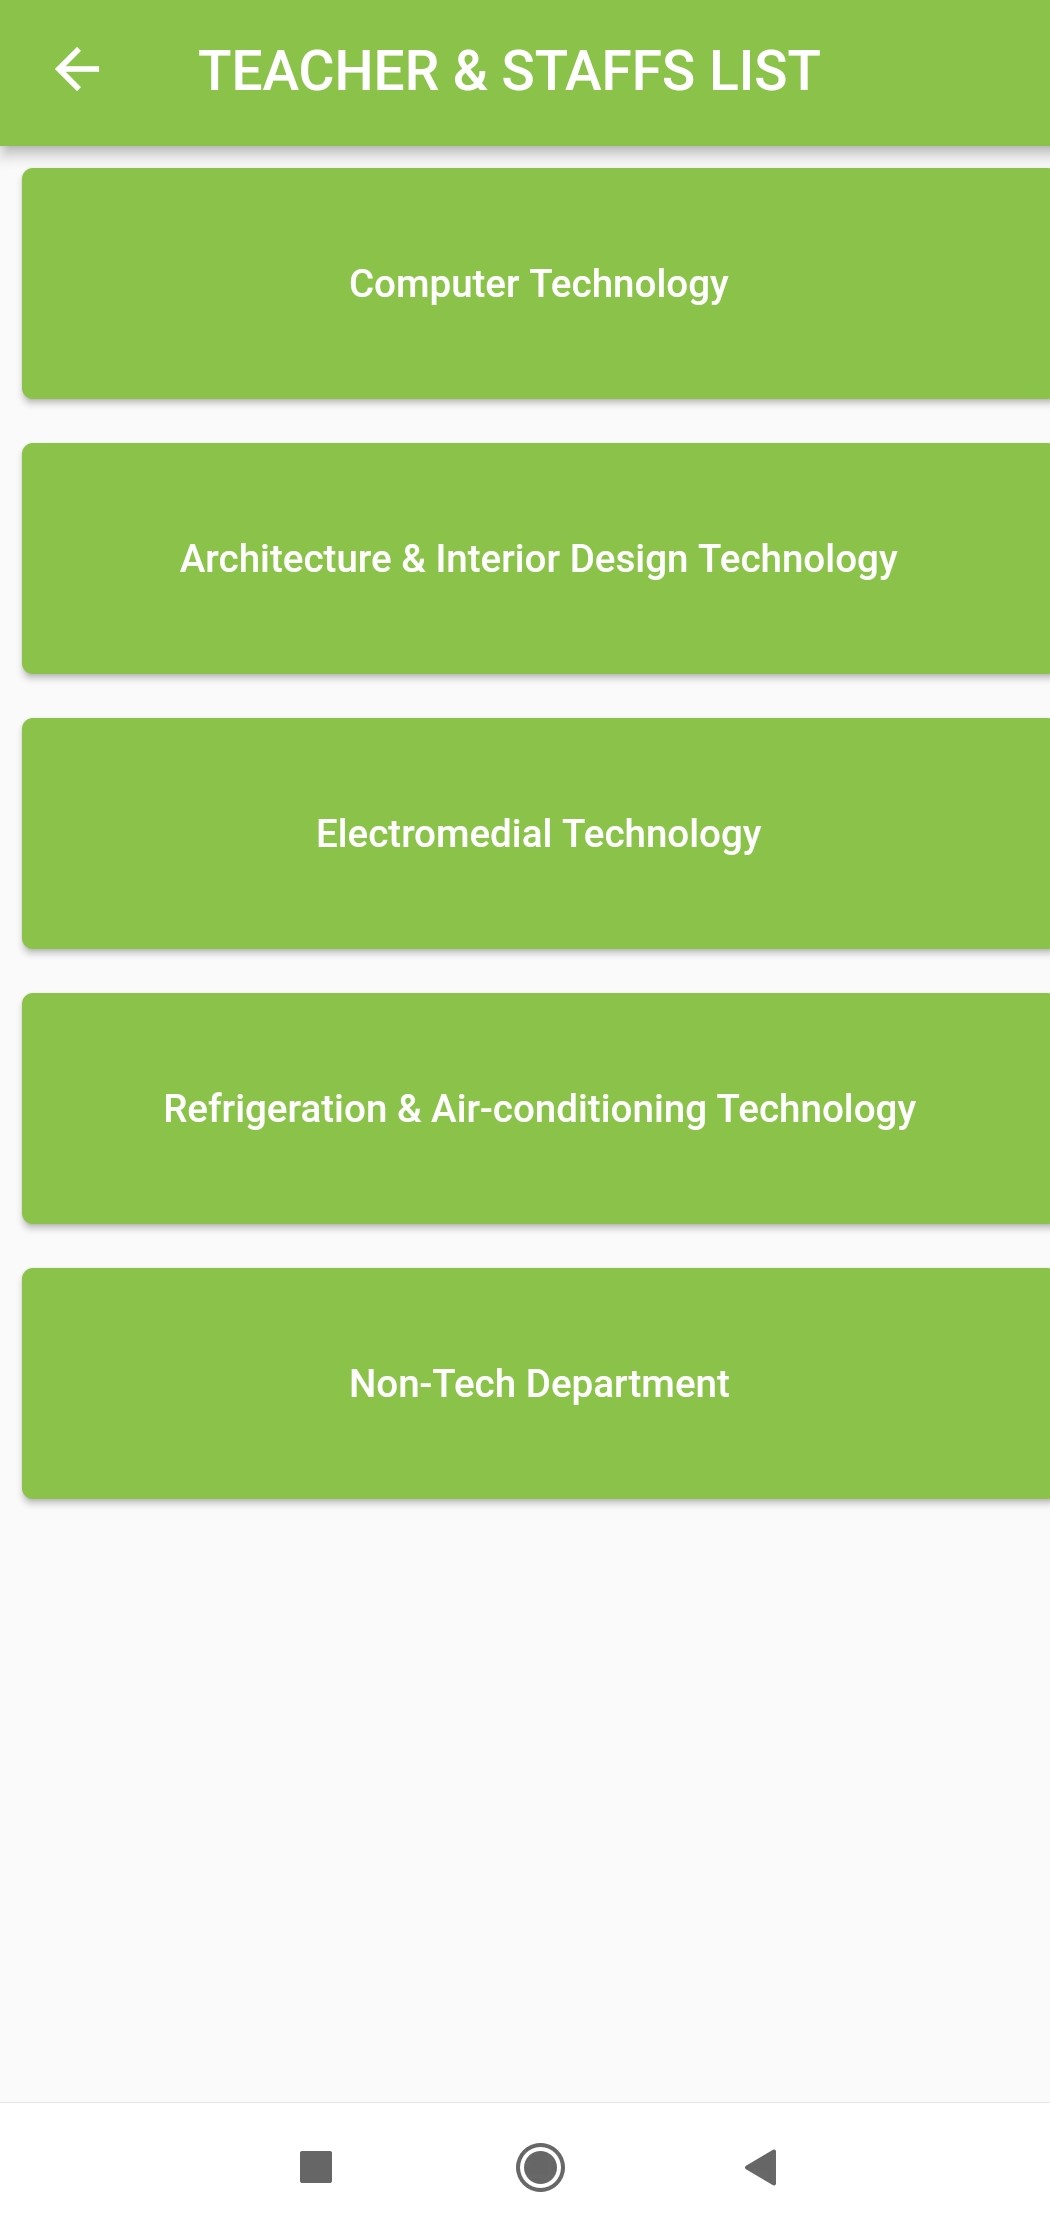 TEACHER & STAFFS LIST
Computer Technology
Architecture & Interior Design Technology
Electromedial Technology
Refrigeration & Air-conditioning Technology
Non-Tech Department